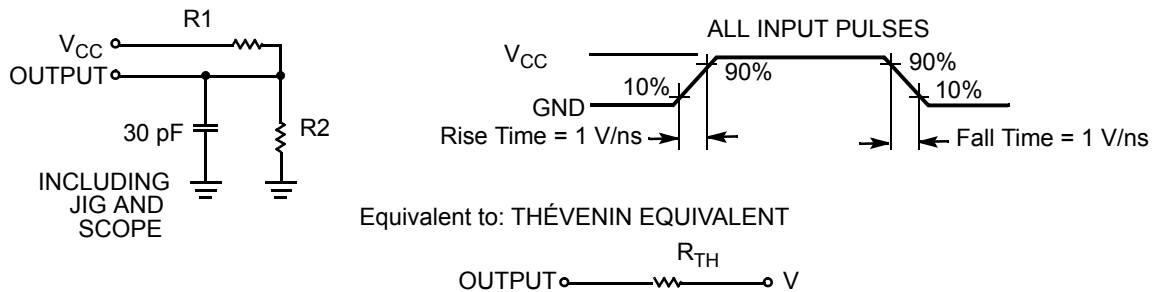 R1
VCC
OUTPUT
30 pF
R2
INCLUDING
JIG AND
SCOPE
ALL INPUT PULSES
VCC
GND
10%
90%
90%
10%
Rise Time = 1 V/ns
Fall Time = 1 V/ns
Equivalent to: THÉVENIN EQUIVALENT
RTH
OUTPUT
V